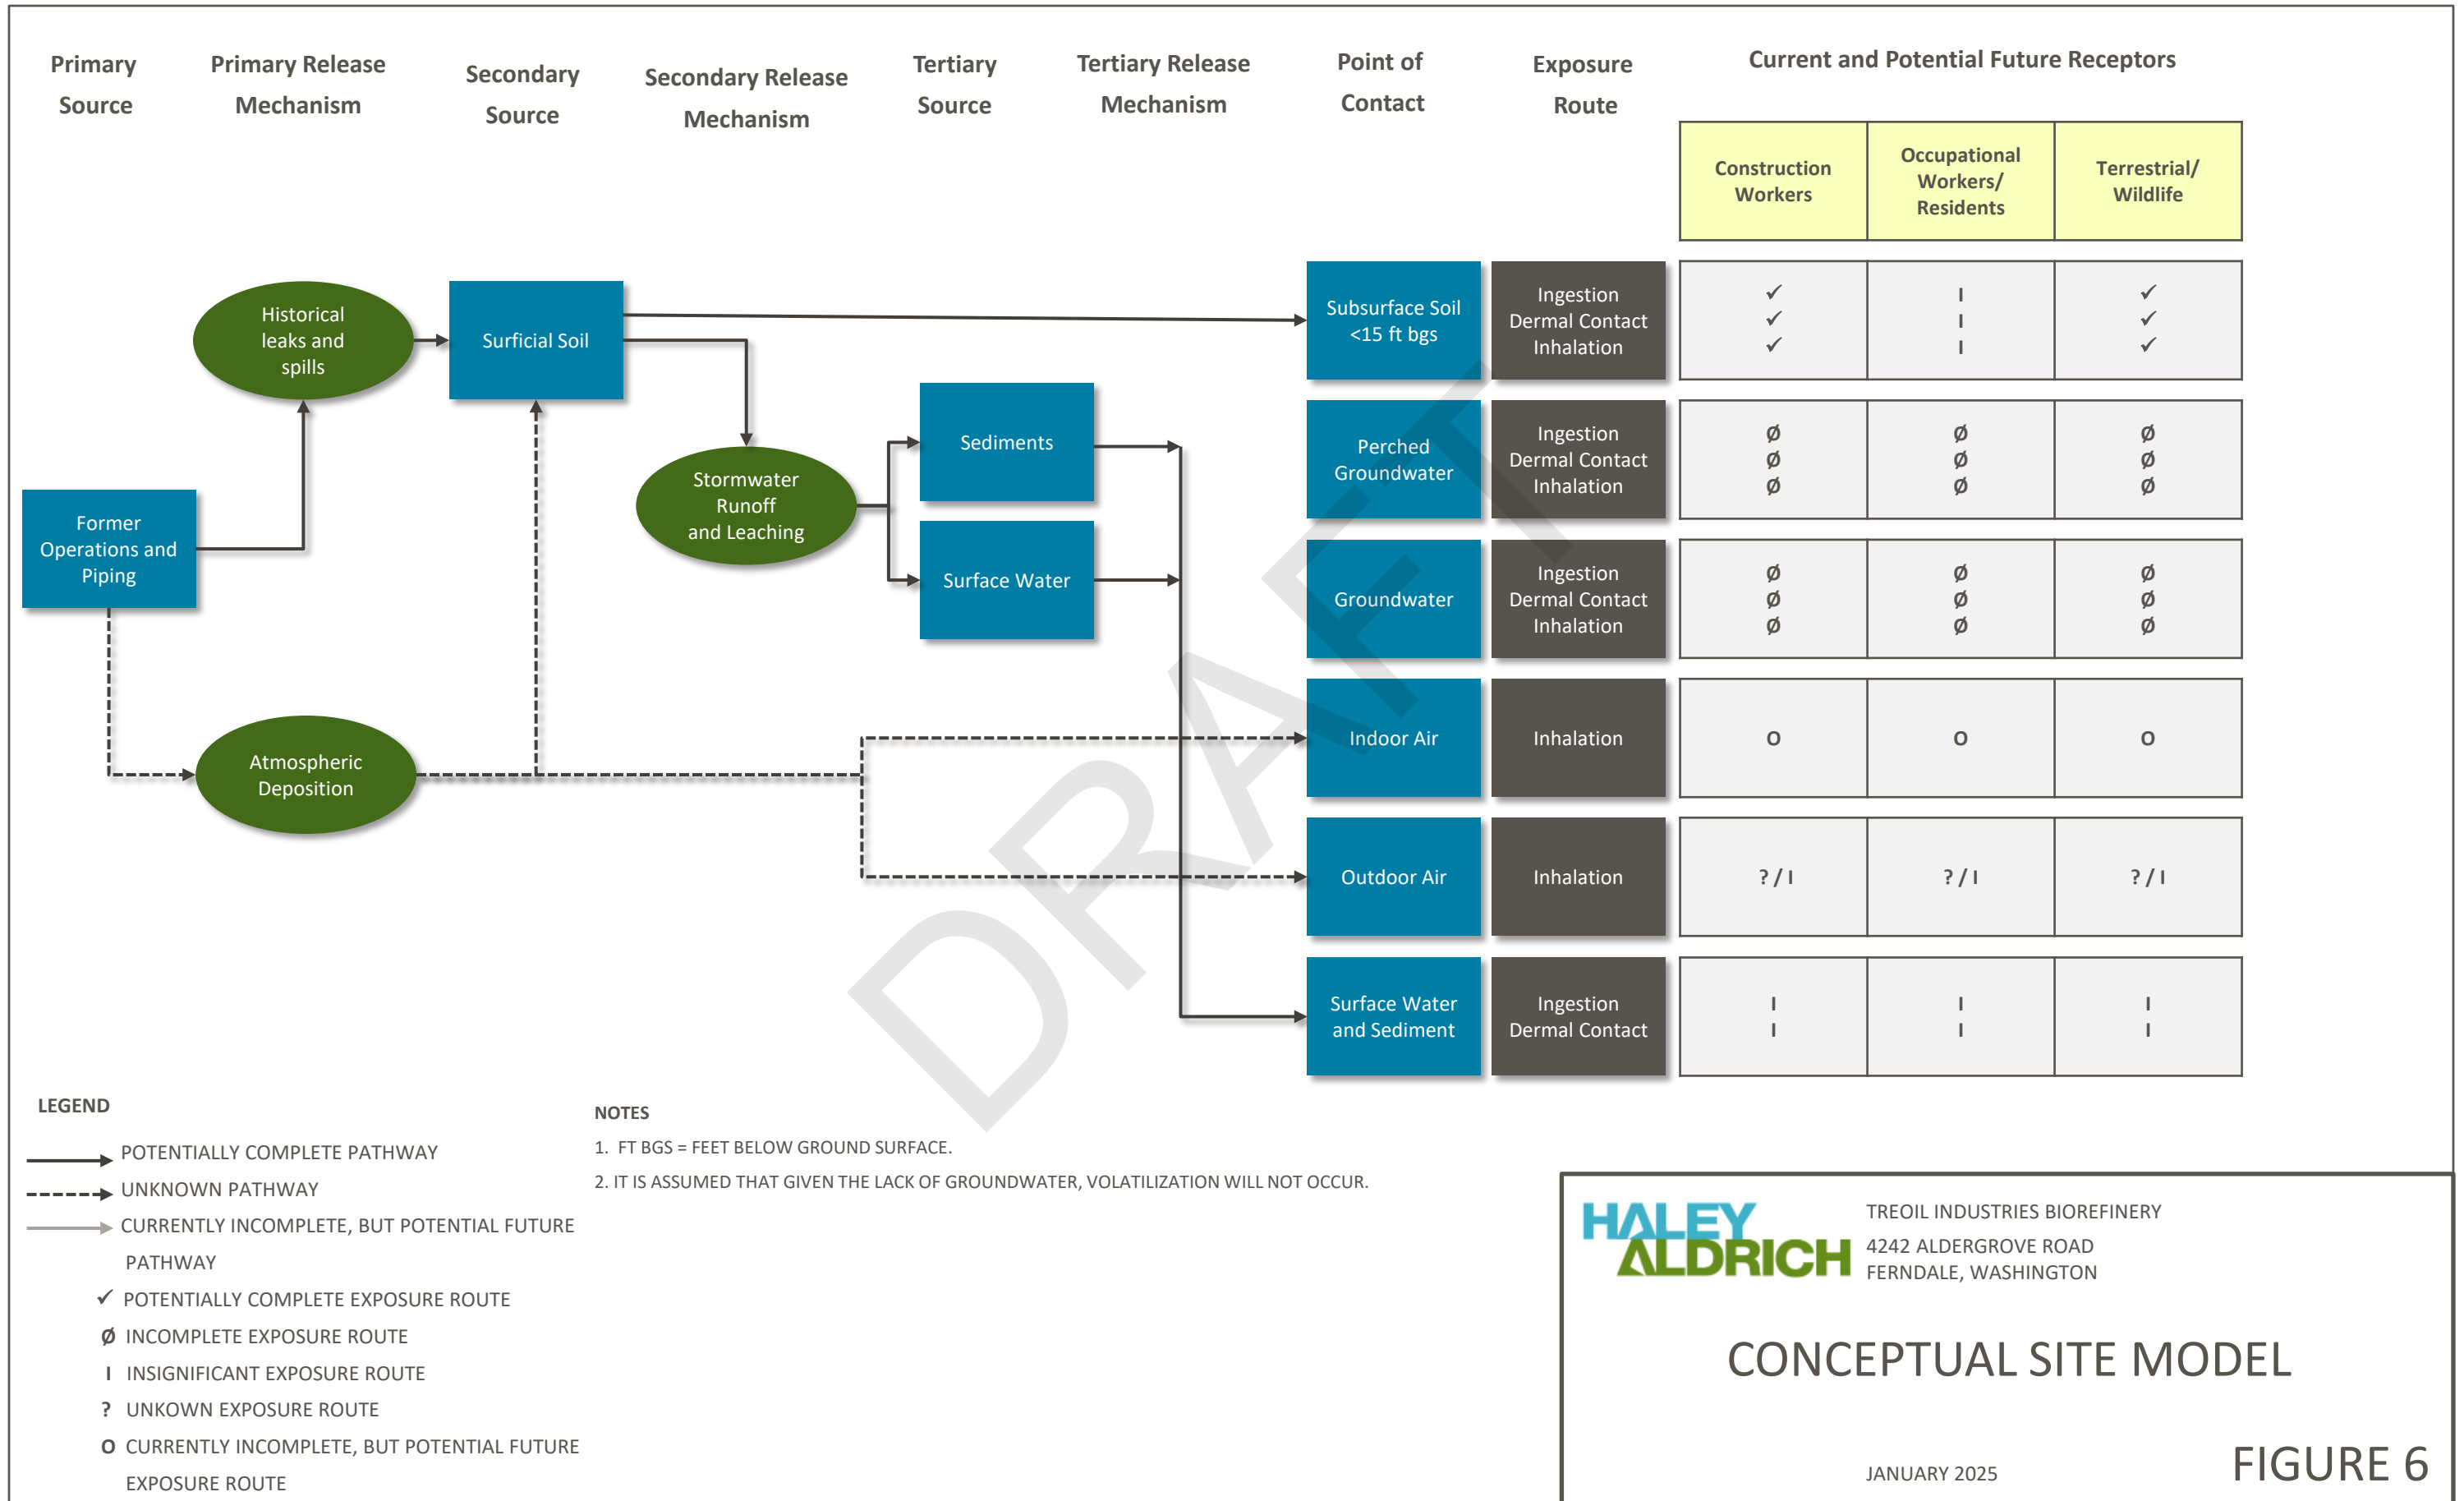 Primary
Source
Primary Release
Mechanism
Secondary
Source
Secondary Release
Mechanism
Tertiary
Source
Tertiary Release
Mechanism
Point of
Contact
Exposure
Route
Current and Potential Future Receptors
Construction
Workers
Occupational
Workers/
Residents
Terrestrial/
Wildlife
Former
Operations and
Piping
Historical
leaks and
spills
Atmospheric
Deposition
Surficial Soil
Stormwater
Runoff
and Leaching
Sediments
Surface Water
Subsurface Soil
<15 ft bgs
Ingestion
Dermal Contact
Inhalation
✓ I ✓
✓ I ✓
✓ I ✓
Perched
Groundwater
Ingestion
Dermal Contact
Inhalation
Ø Ø Ø
Ø Ø Ø
Ø Ø Ø
Groundwater
Ingestion
Dermal Contact
Inhalation
Ø Ø Ø
Ø Ø Ø
Ø Ø Ø
Indoor Air
Inhalation
O O O
Outdoor Air
Inhalation
? / I ? / I ? / I
Surface Water
and Sediment
Ingestion
Dermal Contact
I I I
I I I
DRAFT
LEGEND
POTENTIALLY COMPLETE PATHWAY
UNKNOWN PATHWAY
CURRENTLY INCOMPLETE, BUT POTENTIAL FUTURE
PATHWAY
✓ POTENTIALLY COMPLETE EXPOSURE ROUTE
Ø INCOMPLETE EXPOSURE ROUTE
I INSIGNIFICANT EXPOSURE ROUTE
? UNKOWN EXPOSURE ROUTE
O CURRENTLY INCOMPLETE, BUT POTENTIAL FUTURE
EXPOSURE ROUTE
NOTES
1. FT BGS = FEET BELOW GROUND SURFACE.
2. IT IS ASSUMED THAT GIVEN THE LACK OF GROUNDWATER, VOLATILIZATION WILL NOT OCCUR.
HALEY
ALDRICH
TREOIL INDUSTRIES BIOREFINERY
4242 ALDERGROVE ROAD
FERNDALE, WASHINGTON
CONCEPTUAL SITE MODEL
JANUARY 2025
FIGURE 6